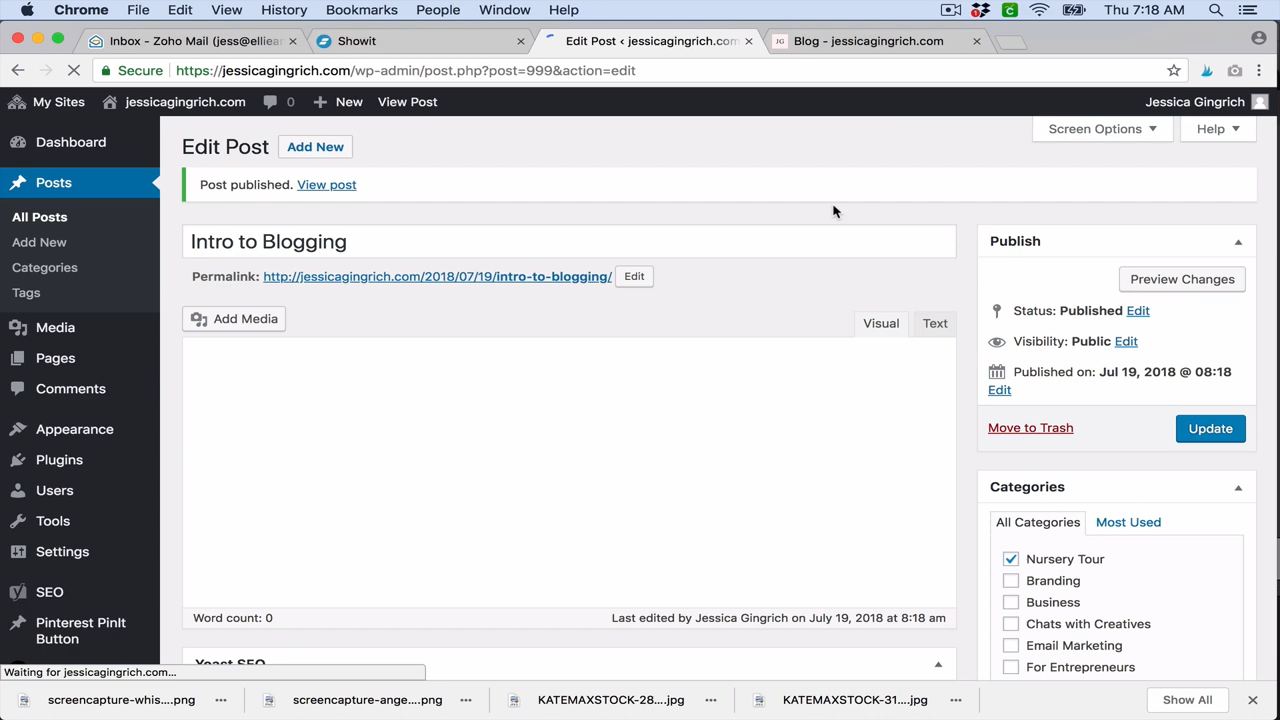 Chrome File Edit View History Bookmarks People Window Help Thu 7:18 AM
Inbox - Zoho Mail (jess@elliear
Showit
Edit Post < jessicagingrich.com
JG Blog - jessicagingrich.com
Secure https://jessicagingrich.com/wp-admin/post.php?post=999&action=edit
My Sites jessicagingrich.com 0 New View Post Jessica Gingrich
Screen Options Help
Dashboard
Posts
All Posts
Add New
Categories
Tags
Media
Pages
Comments
Appearance
Plugins
Users
Tools
Settings
SEO
Pinterest PinIt
Button
Edit Post Add New
Post published. View post
Intro to Blogging
Permalink: http://jessicagingrich.com/2018/07/19/intro-to-blogging/ Edit
Add Media
Visual Text
Word count: 0 Last edited by Jessica Gingrich on July 19, 2018 at 8:18 am
Yoast SEO
Publish
Preview Changes
Status: Published Edit
Visibility: Public Edit
Published on: Jul 19, 2018 @ 08:18
Edit
Move to Trash Update
Categories
All Categories Most Used
Nursery Tour
Branding
Business
Chats with Creatives
Email Marketing
For Entrepreneurs
Waiting for jessicagingrich.com...
screencapture-whis....png
screencapture-ange....png
KATEMAXSTOCK-28....jpg
KATEMAXSTOCK-31....jpg
Show All